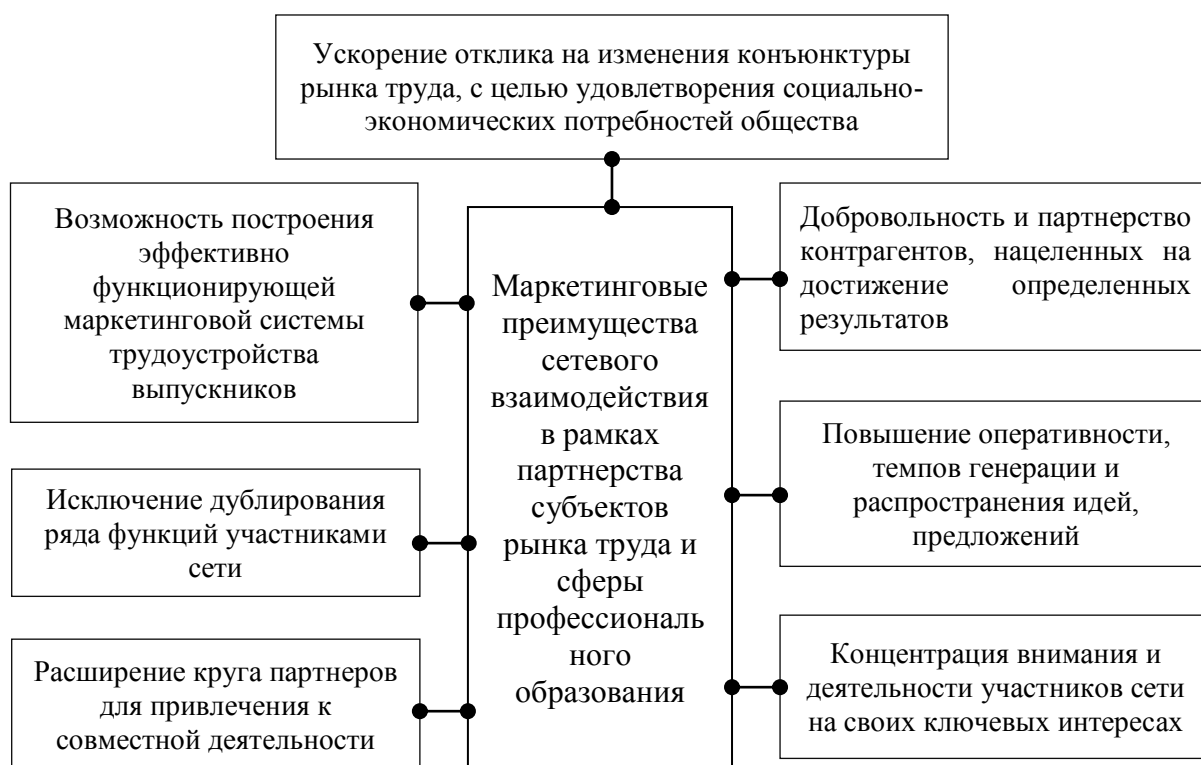 Ускорение отклика на изменения конъюнктуры
рынка труда, с целью удовлетворения социально-
экономических потребностей общества
Возможность построения
эффективно
функционирующей
маркетинговой системы
трудоустройства
выпускников
Исключение дублирования
ряда функций участниками
сети
Расширение круга партнеров
для привлечения к
совместной деятельности
Маркетинговые
преимущества
сетевого
взаимодействия
в рамках
партнерства
субъектов
рынка труда и
сферы
профессиональ
ного
образования
Добровольность и партнерство
контрагентов, нацеленных на
достижение определенных
результатов
Повышение оперативности,
темпов генерации и
распространения идей,
предложений
Концентрация внимания и
деятельности участников сети
на своих ключевых интересах